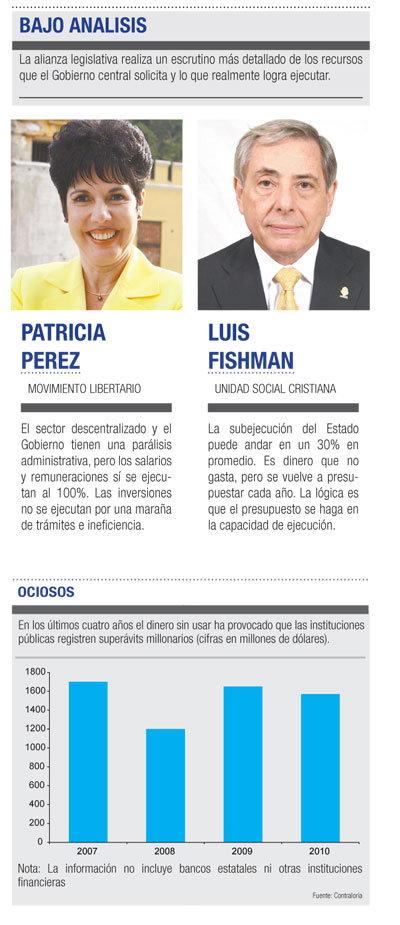 BAJO ANALISIS
La alianza legislativa realiza un escrutino más detallado de los recursos
que el Gobierno central solicita y lo que realmente logra ejecutar.
PATRICIA
PEREZ
MOVIMIENTO LIBERTARIO
El sector descentralizado y el
Gobierno tienen una parálisis
administrativa, pero los salarios
y remuneraciones sí se ejecu-
tan al 100%. Las inversiones
no se ejecutan por una maraña
de trámites e ineficiencia.
LUIS
FISHMAN
UNIDAD SOCIAL CRISTIANA
La subejecución del Estado
puede andar en un 30% en
promedio. Es dinero que no
gasta, pero se vuelve a presu-
puestar cada año. La lógica es
que el presupuesto se haga en
la capacidad de ejecución.
OCIOSOS
En los últimos cuatro años el dinero sin usar ha provocado que las instituciones
públicas registren superávits millonarios (cifras en millones de dólares).
1800
1600
1400
1200
1000
800
600
400
200
0
2007 2008 2009 2010
Nota: La información no incluye bancos estatales ni otras instituciones
financieras
Fuente: Contraloría